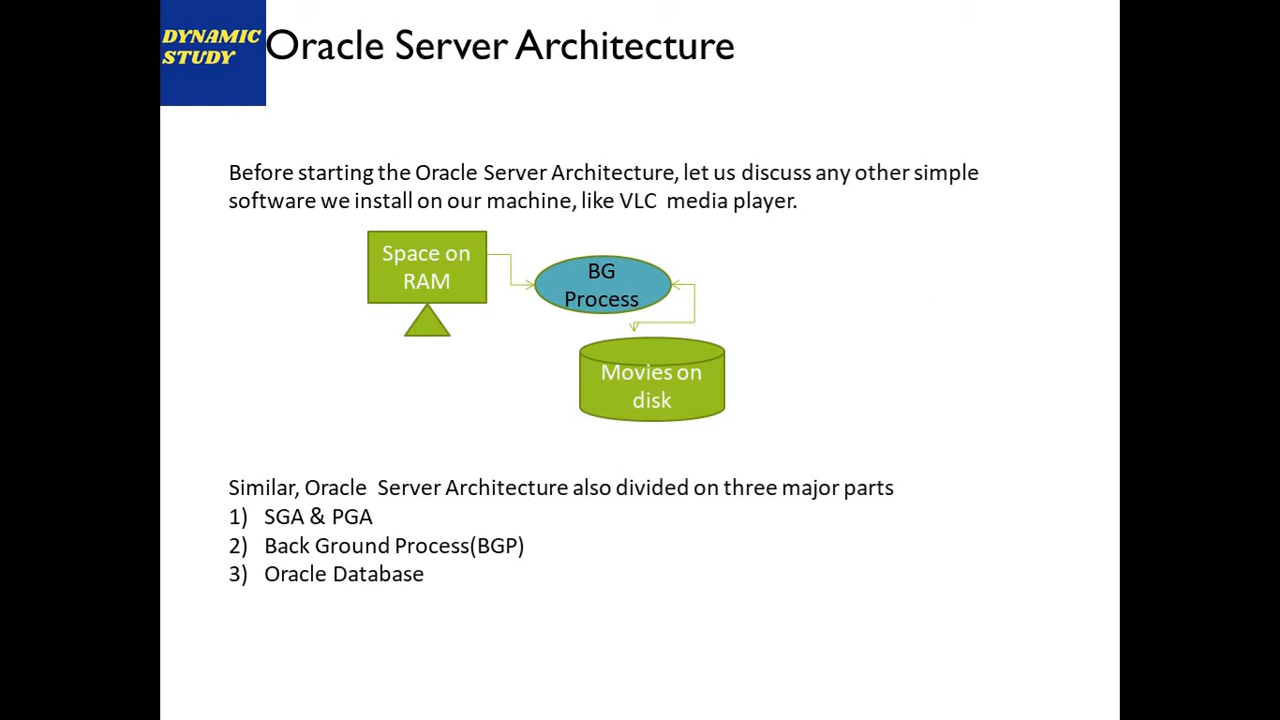 DYNAMIC
STUDY
Oracle Server Architecture
Before starting the Oracle Server Architecture, let us discuss any other simple
software we install on our machine, like VLC media player.
Space on
RAM
BG
Process
Movies on
disk
Similar, Oracle Server Architecture also divided on three major parts
1) SGA & PGA
2) Back Ground Process(BGP)
3) Oracle Database